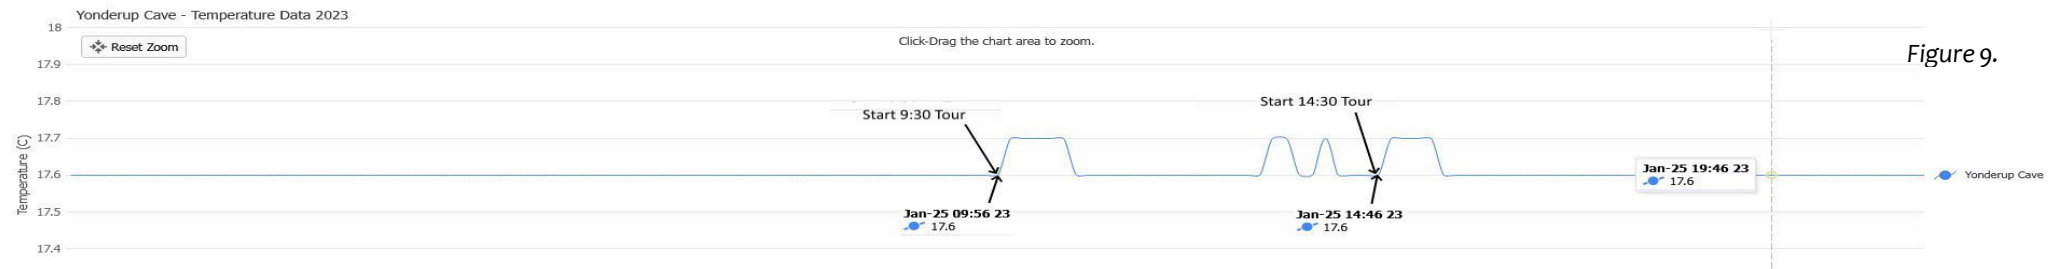 Yonderup Cave - Temperature Data 2023
18
Reset Zoom
Click-Drag the chart area to zoom.
Figure 9.
17.9
17.8
Start 9:30 Tour
Start 14:30 Tour
17.7
Temperature (C)
17.6
Jan-25 19:46 23
17.6
Yonderup Cave
17.5
Jan-25 09:56 23
17.6
Jan-25 14:46 23
17.6
17.4